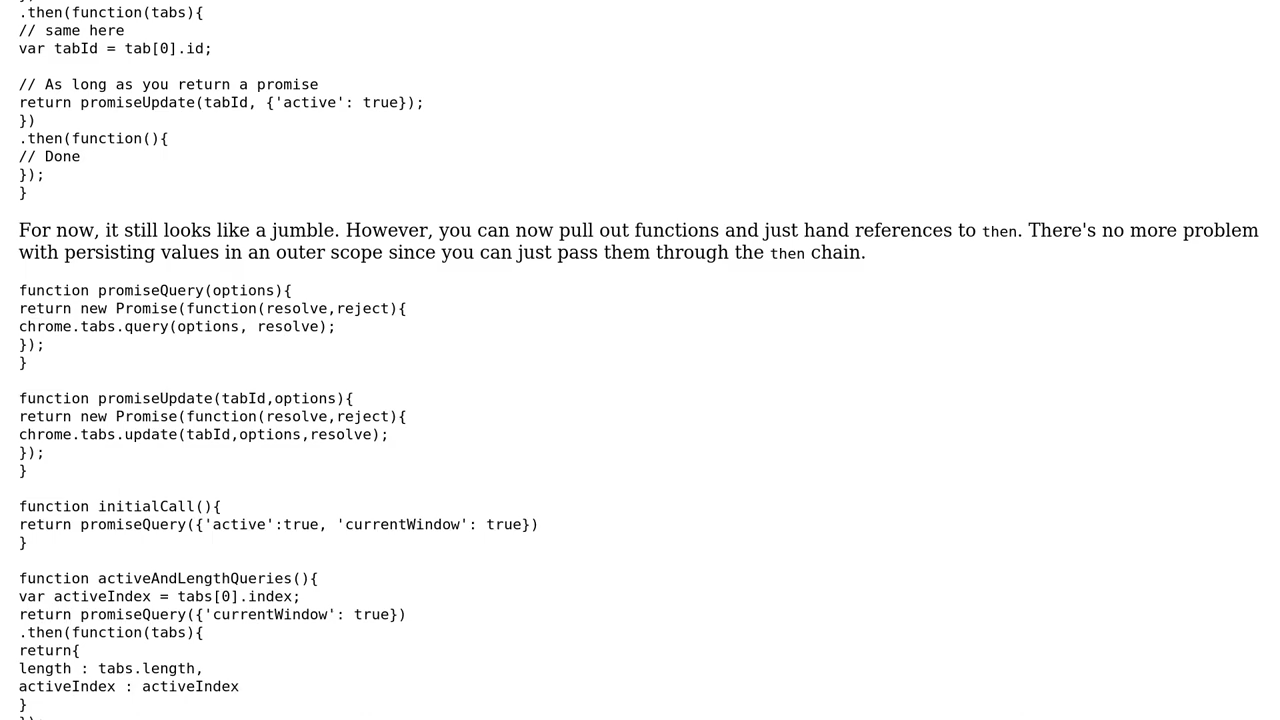 .then(function(tabs){
// same here
var tabId = tab[0].id;
// As long as you return a promise
return promiseUpdate(tabId, {'active': true});
})
.then(function(){
// Done
});
}
For now, it still looks like a jumble. However, you can now pull out functions and just hand references to then. There's no more problem
with persisting values in an outer scope since you can just pass them through the then chain.
function promiseQuery(options){
return new Promise(function(resolve,reject){
chrome.tabs.query(options, resolve);
});
}
function promiseUpdate(tabId,options){
return new Promise(function(resolve,reject){
chrome.tabs.update(tabId,options,resolve);
});
}
function initialCall(){
return promiseQuery({'active':true, 'currentWindow': true})
}
function activeAndLengthQueries(){
var activeIndex = tabs[0].index;
return promiseQuery({'currentWindow': true})
.then(function(tabs){
return{
length : tabs.length,
activeIndex : activeIndex
}